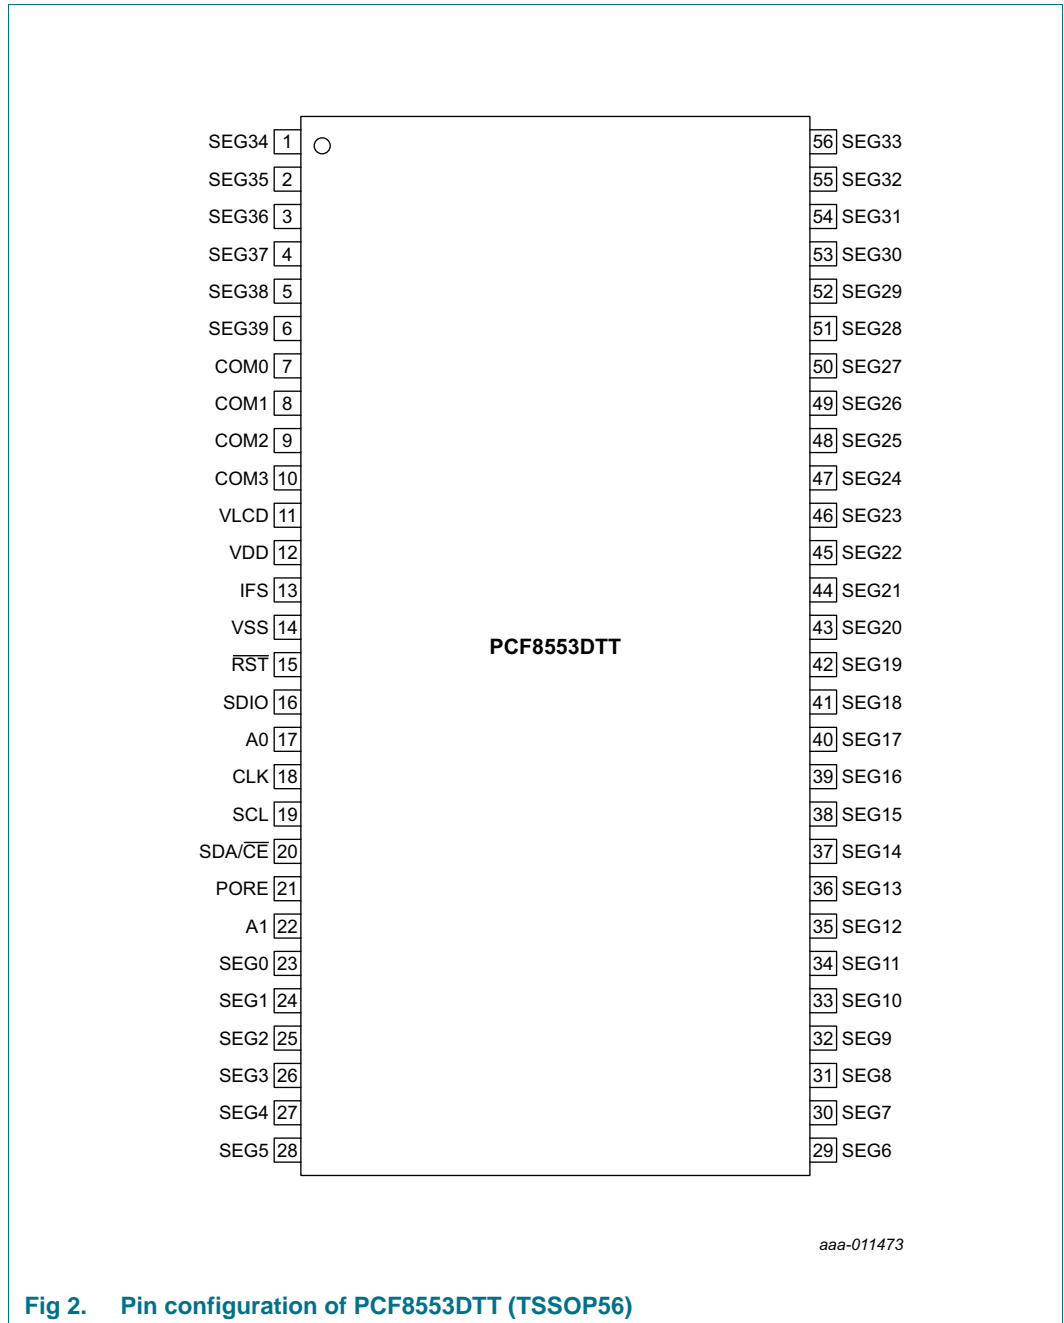 SEG34 1 56 SEG33
SEG35 2 55 SEG32
SEG36 3 54 SEG31
SEG37 4 53 SEG30
SEG38 5 52 SEG29
SEG39 6 51 SEG28
COM0 7 50 SEG27
COM1 8 49 SEG26
COM2 9 48 SEG25
COM3 10 47 SEG24
VLCD 11 46 SEG23
VDD 12 45 SEG22
IFS 13 44 SEG21
VSS 14 43 SEG20
PCF8553DTT
R̅S̅T̅ 15 42 SEG19
SDIO 16 41 SEG18
A0 17 40 SEG17
CLK 18 39 SEG16
SCL 19 38 SEG15
SDA/C̅E̅ 20 37 SEG14
PORE 21 36 SEG13
A1 22 35 SEG12
SEG0 23 34 SEG11
SEG1 24 33 SEG10
SEG2 25 32 SEG9
SEG3 26 31 SEG8
SEG4 27 30 SEG7
SEG5 28 29 SEG6
aaa-011473
Fig 2. Pin configuration of PCF8553DTT (TSSOP56)